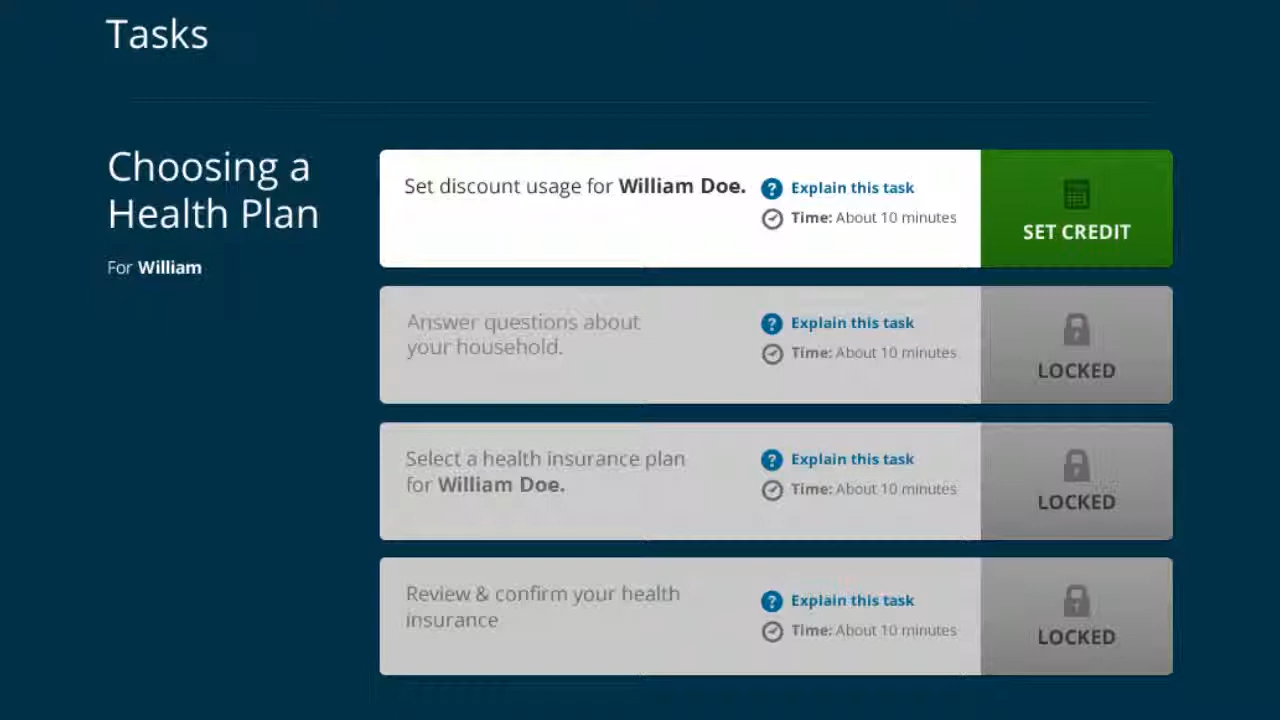 Tasks
Choosing a
Health Plan
For William
Set discount usage for William Doe.
? Explain this task
Time: About 10 minutes
SET CREDIT
Answer questions about
your household.
? Explain this task
Time: About 10 minutes
LOCKED
Select a health insurance plan
for William Doe.
? Explain this task
Time: About 10 minutes
LOCKED
Review & confirm your health
insurance
? Explain this task
Time: About 10 minutes
LOCKED